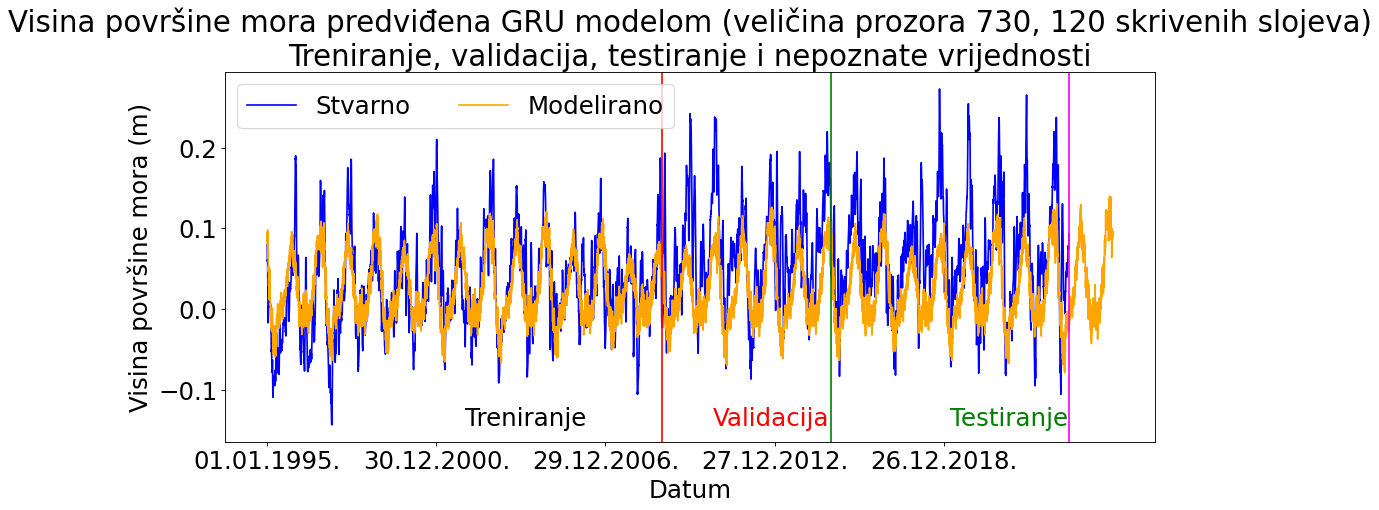 Visina površine mora predviđena GRU modelom (veličina prozora 730, 120 skrivenih slojeva)
Treniranje, validacija, testiranje i nepoznate vrijednosti
Stvarno
Modelirano
Visina površine mora (m)
0.2
0.1
0.0
−0.1
Treniranje
Validacija
Testiranje
01.01.1995.
30.12.2000.
29.12.2006.
27.12.2012.
26.12.2018.
Datum